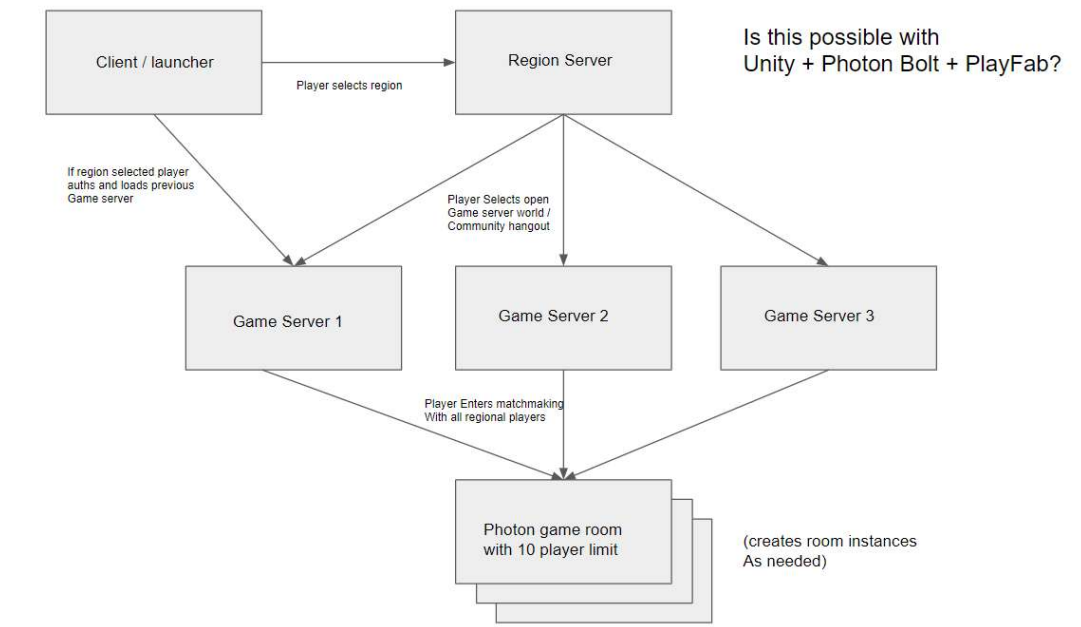 Is this possible with
Unity + Photon Bolt + PlayFab?
Client / launcher
Region Server
Player selects region
If region selected player
auths and loads previous
Game server
Player Selects open
Game server world /
Community hangout
Game Server 1
Game Server 2
Game Server 3
Player Enters matchmaking
With all regional players
Photon game room
with 10 player limit
(creates room instances
As needed)